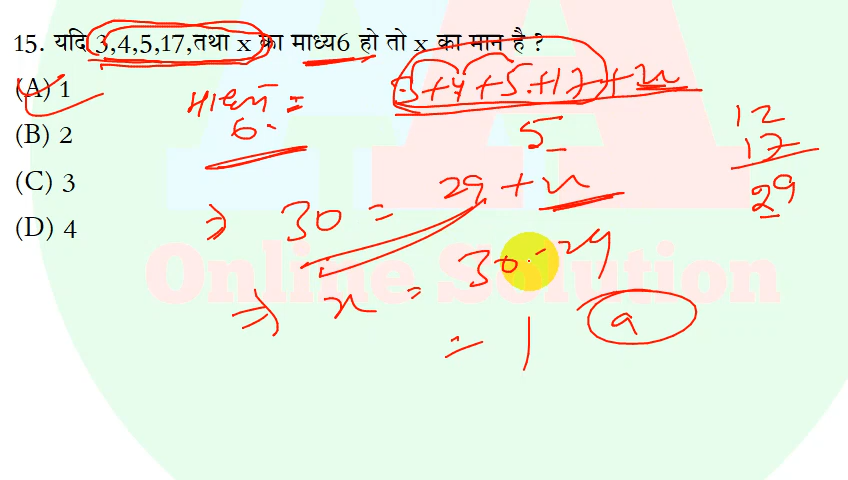 15. यदि 3,4,5,17,तथा x का माध्य6 हो तो x का मान है ?
(A) 1
(B) 2
(C) 3
(D) 4
माध्य = 3+4+5+17+x
6. 5
12
17
29
⇒ 30 = 29 + x
⇒ x = 30-29
= 1 a
AA
Online Solution